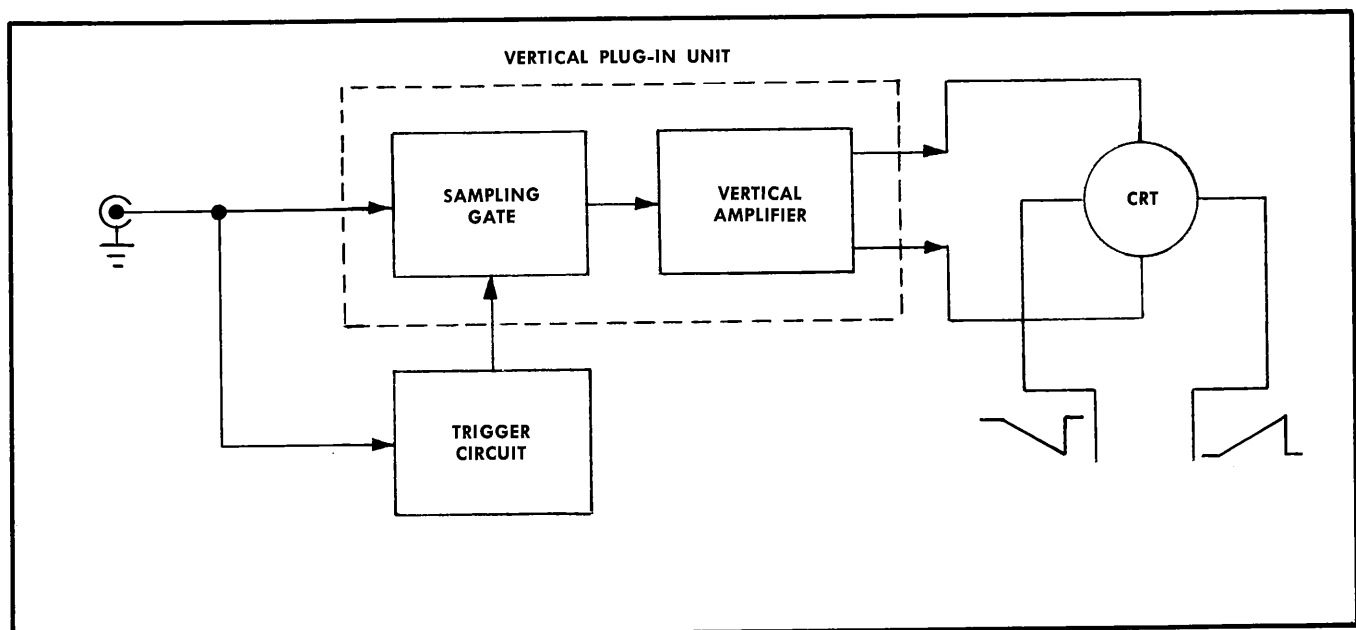 VERTICAL PLUG-IN UNIT
SAMPLING
GATE
VERTICAL
AMPLIFIER
CRT
TRIGGER
CIRCUIT